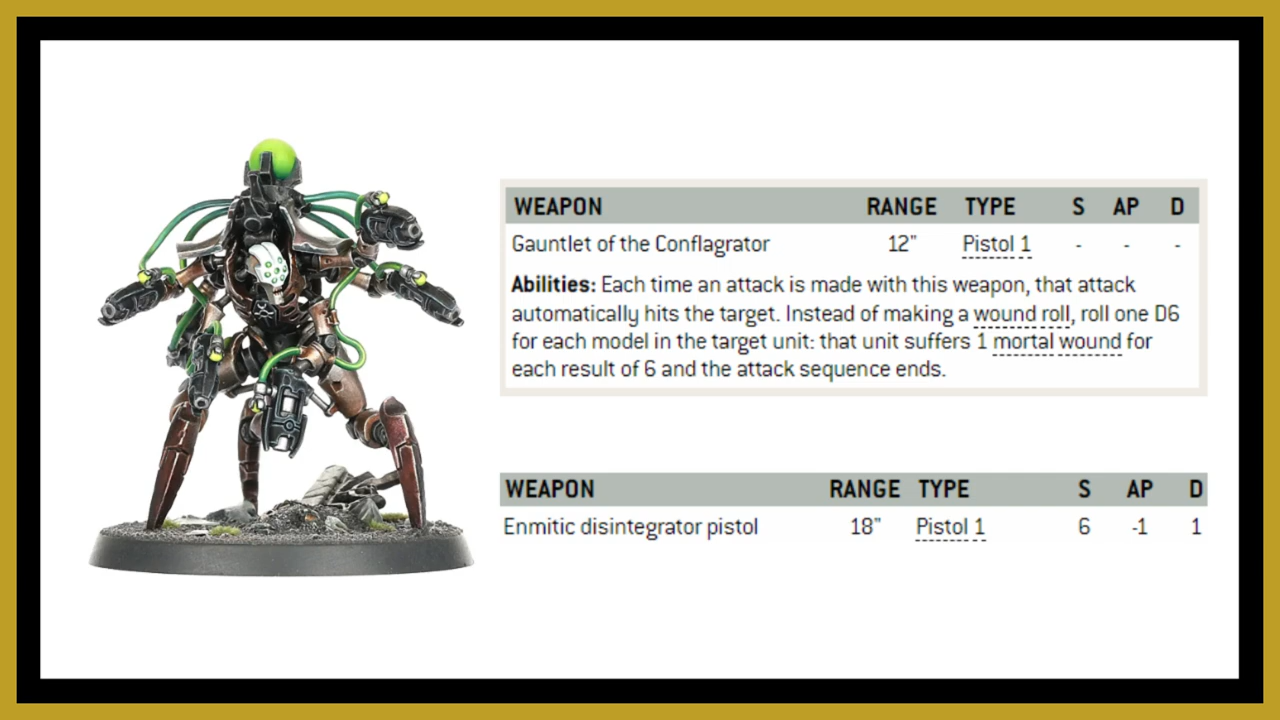 WEAPON RANGE TYPE S AP D
Gauntlet of the Conflagrator 12" Pistol 1 - - -
Abilities: Each time an attack is made with this weapon, that attack
automatically hits the target. Instead of making a wound roll, roll one D6
for each model in the target unit: that unit suffers 1 mortal wound for
each result of 6 and the attack sequence ends.
WEAPON RANGE TYPE S AP D
Enmitic disintegrator pistol 18" Pistol 1 6 -1 1